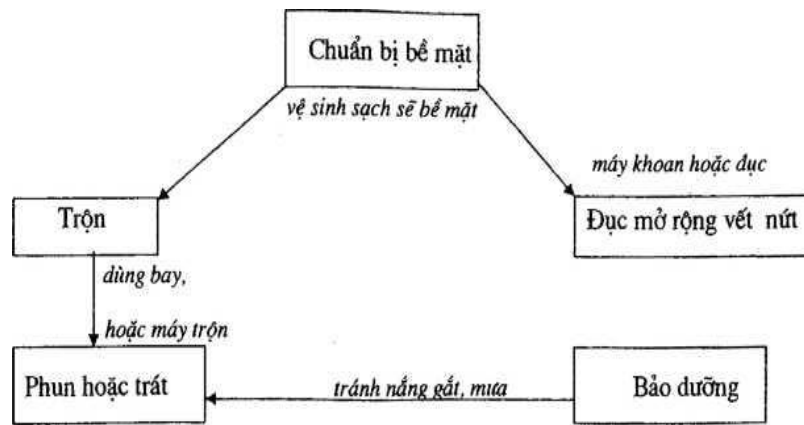 Chuẩn bị bề mặt
vệ sinh sạch sẽ bề mặt
máy khoan hoặc đục
Trộn
Đục mở rộng vết nứt
dùng bay,
hoặc máy trộn
Phun hoặc trát
tránh nắng gắt, mưa
Bảo dưỡng